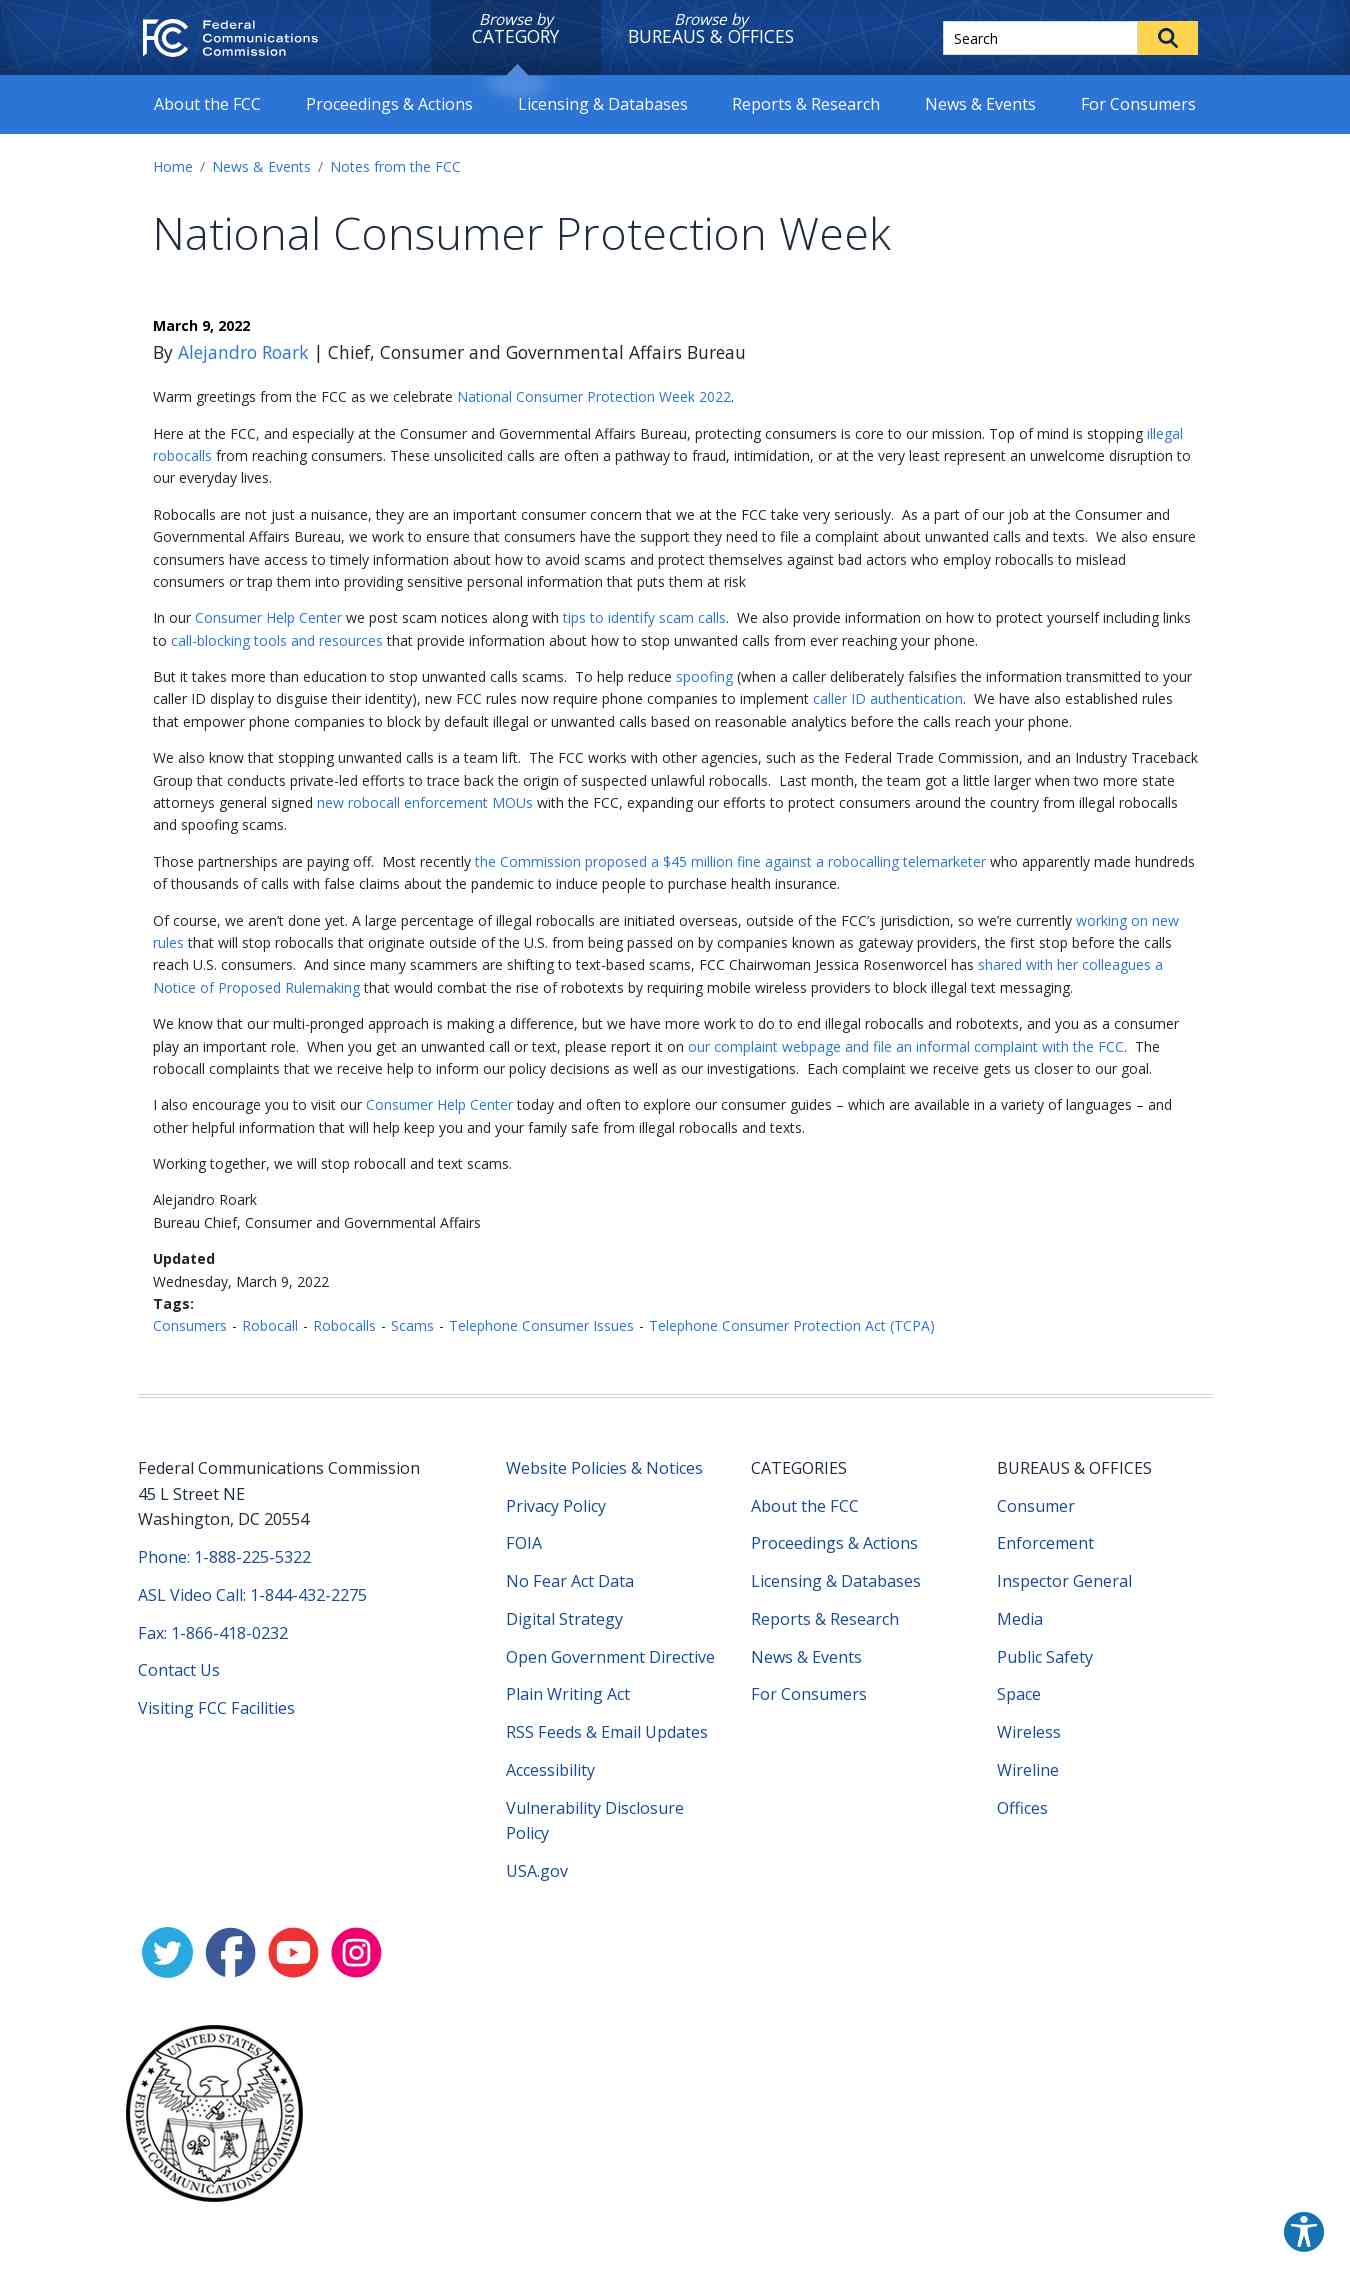 FCC Federal Communications Commission
Browse by CATEGORY
Browse by BUREAUS & OFFICES
Search
About the FCC
Proceedings & Actions
Licensing & Databases
Reports & Research
News & Events
For Consumers
Home / News & Events / Notes from the FCC
National Consumer Protection Week
March 9, 2022
By Alejandro Roark | Chief, Consumer and Governmental Affairs Bureau
Warm greetings from the FCC as we celebrate National Consumer Protection Week 2022.
Here at the FCC, and especially at the Consumer and Governmental Affairs Bureau, protecting consumers is core to our mission. Top of mind is stopping illegal
robocalls from reaching consumers. These unsolicited calls are often a pathway to fraud, intimidation, or at the very least represent an unwelcome disruption to
our everyday lives.
Robocalls are not just a nuisance, they are an important consumer concern that we at the FCC take very seriously.  As a part of our job at the Consumer and
Governmental Affairs Bureau, we work to ensure that consumers have the support they need to file a complaint about unwanted calls and texts.  We also ensure
consumers have access to timely information about how to avoid scams and protect themselves against bad actors who employ robocalls to mislead
consumers or trap them into providing sensitive personal information that puts them at risk
In our Consumer Help Center we post scam notices along with tips to identify scam calls.  We also provide information on how to protect yourself including links
to call-blocking tools and resources that provide information about how to stop unwanted calls from ever reaching your phone.
But it takes more than education to stop unwanted calls scams.  To help reduce spoofing (when a caller deliberately falsifies the information transmitted to your
caller ID display to disguise their identity), new FCC rules now require phone companies to implement caller ID authentication.  We have also established rules
that empower phone companies to block by default illegal or unwanted calls based on reasonable analytics before the calls reach your phone.
We also know that stopping unwanted calls is a team lift.  The FCC works with other agencies, such as the Federal Trade Commission, and an Industry Traceback
Group that conducts private-led efforts to trace back the origin of suspected unlawful robocalls.  Last month, the team got a little larger when two more state
attorneys general signed new robocall enforcement MOUs with the FCC, expanding our efforts to protect consumers around the country from illegal robocalls
and spoofing scams.
Those partnerships are paying off.  Most recently the Commission proposed a $45 million fine against a robocalling telemarketer who apparently made hundreds
of thousands of calls with false claims about the pandemic to induce people to purchase health insurance.
Of course, we aren’t done yet. A large percentage of illegal robocalls are initiated overseas, outside of the FCC’s jurisdiction, so we’re currently working on new
rules that will stop robocalls that originate outside of the U.S. from being passed on by companies known as gateway providers, the first stop before the calls
reach U.S. consumers.  And since many scammers are shifting to text-based scams, FCC Chairwoman Jessica Rosenworcel has shared with her colleagues a
Notice of Proposed Rulemaking that would combat the rise of robotexts by requiring mobile wireless providers to block illegal text messaging.
We know that our multi-pronged approach is making a difference, but we have more work to do to end illegal robocalls and robotexts, and you as a consumer
play an important role.  When you get an unwanted call or text, please report it on our complaint webpage and file an informal complaint with the FCC.  The
robocall complaints that we receive help to inform our policy decisions as well as our investigations.  Each complaint we receive gets us closer to our goal.
I also encourage you to visit our Consumer Help Center today and often to explore our consumer guides – which are available in a variety of languages – and
other helpful information that will help keep you and your family safe from illegal robocalls and texts.
Working together, we will stop robocall and text scams.
Alejandro Roark
Bureau Chief, Consumer and Governmental Affairs
Updated
Wednesday, March 9, 2022
Tags:
Consumers - Robocall - Robocalls - Scams - Telephone Consumer Issues - Telephone Consumer Protection Act (TCPA)
Federal Communications Commission
45 L Street NE
Washington, DC 20554
Phone: 1-888-225-5322
ASL Video Call: 1-844-432-2275
Fax: 1-866-418-0232
Contact Us
Visiting FCC Facilities
Website Policies & Notices
Privacy Policy
FOIA
No Fear Act Data
Digital Strategy
Open Government Directive
Plain Writing Act
RSS Feeds & Email Updates
Accessibility
Vulnerability Disclosure
Policy
USA.gov
CATEGORIES
About the FCC
Proceedings & Actions
Licensing & Databases
Reports & Research
News & Events
For Consumers
BUREAUS & OFFICES
Consumer
Enforcement
Inspector General
Media
Public Safety
Space
Wireless
Wireline
Offices
UNITED STATES
FEDERAL COMMUNICATIONS COMMISSION